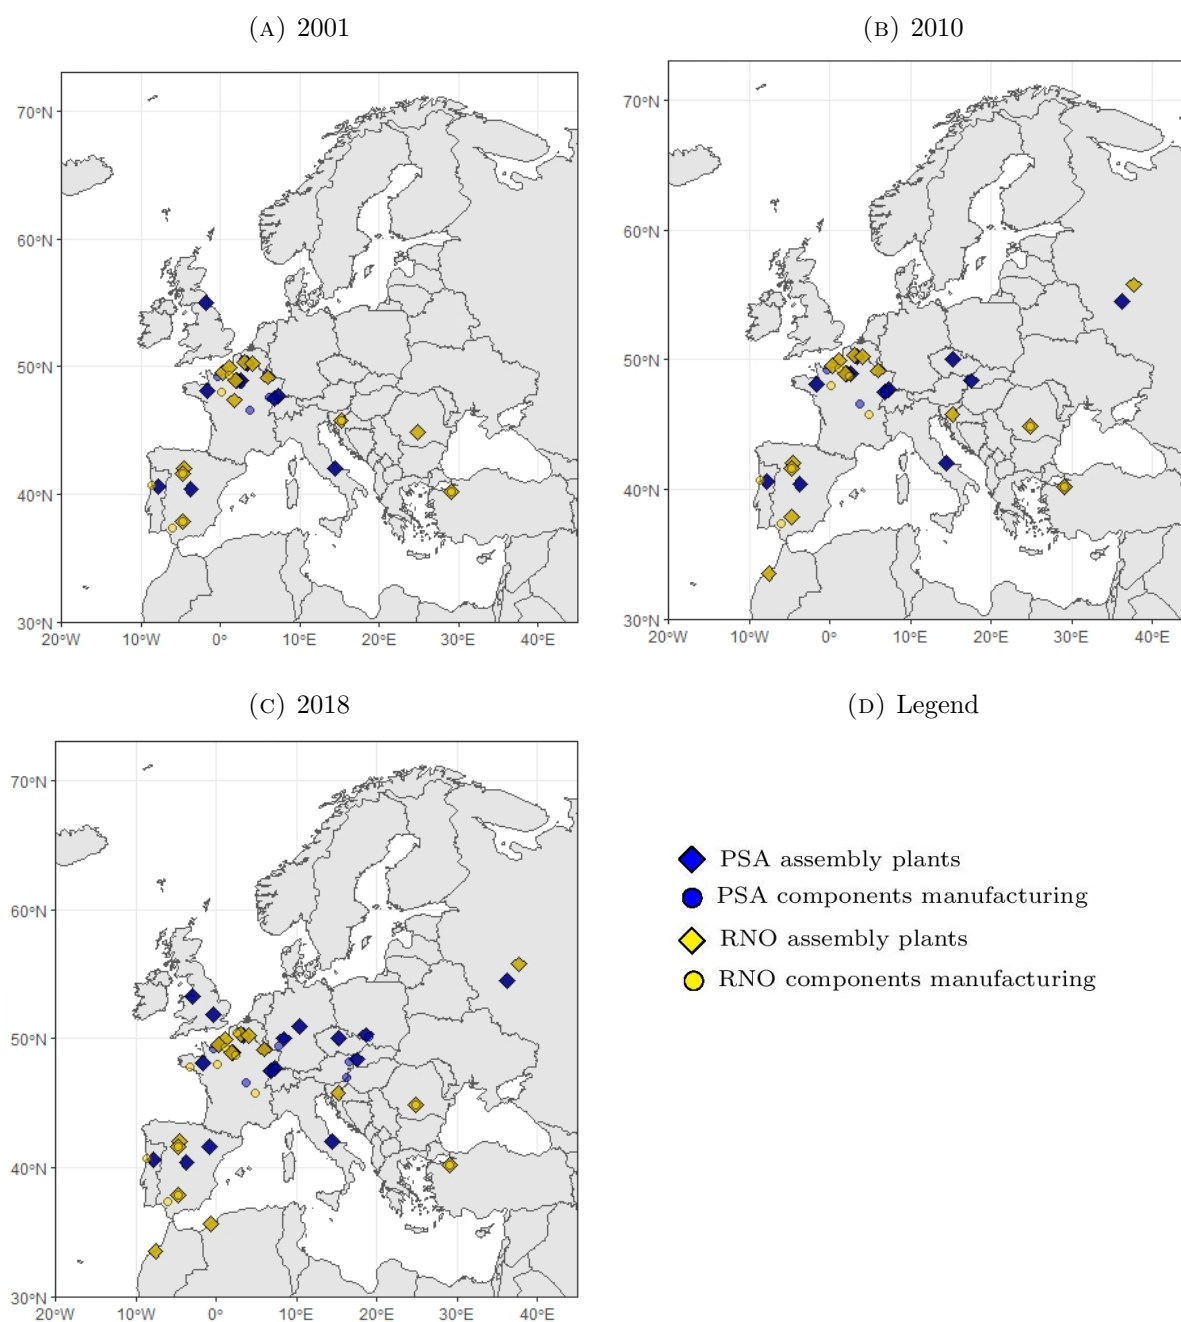 (A) 2001
(B) 2010
70°N
60°N
50°N
40°N
30°N
20°W 10°W 0° 10°E 20°E 30°E 40°E
70°N
60°N
50°N
40°N
30°N
20°W 10°W 0° 10°E 20°E 30°E 40°E
(C) 2018
(D) Legend
70°N
60°N
50°N
40°N
30°N
20°W 10°W 0° 10°E 20°E 30°E 40°E
PSA assembly plants
PSA components manufacturing
RNO assembly plants
RNO components manufacturing